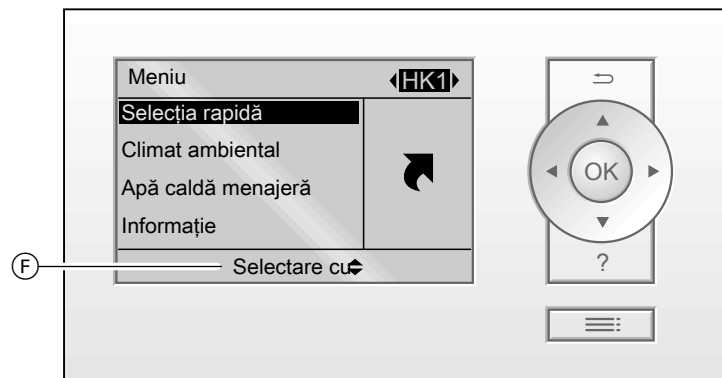 Meniu
HK1
Selecția rapidă
Climat ambiental
Apă caldă menajeră
Informație
Selectare cu
F
OK
?